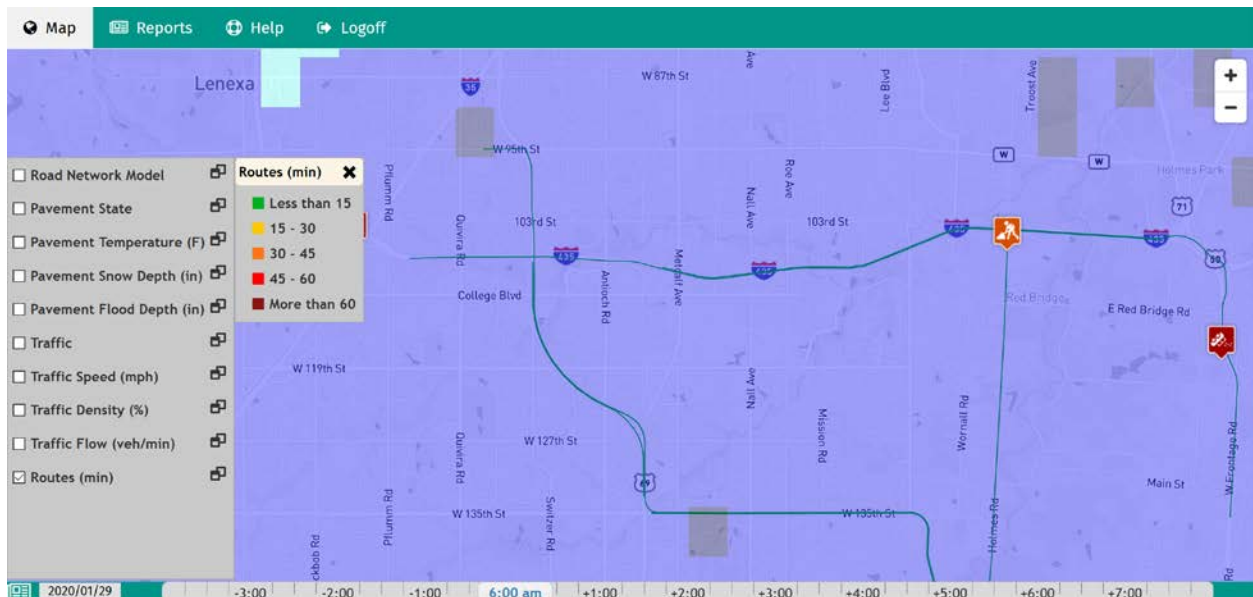 Map Reports Help Logoff
Lenexa
35
W 87th St
Ave
Lee Blvd
Troost Ave
+
−
W 95th St
W
W
Holmes Park
Road Network Model
Pavement State
Pavement Temperature (F)
Pavement Snow Depth (in)
Pavement Flood Depth (in)
Traffic
Traffic Speed (mph)
Traffic Density (%)
Traffic Flow (veh/min)
Routes (min)
Routes (min)
Less than 15
15 - 30
30 - 45
45 - 60
More than 60
Pflumm Rd
Quivira Rd
103rd St
Nall Ave
Roe Ave
103rd St
71
435
435
435
435
50
Metcalf Ave
Antioch Rd
College Blvd
Red Bridge
E Red Bridge Rd
W 119th St
Nall Ave
Mission Rd
Wornall Rd
W Frontage Rd
Quivira Rd
W 127th St
69
Main St
Pflumm Rd
W 135th St
Switzer Rd
W 135th St
Holmes Rd
ckbob Rd
Rd
2020/01/29
-3:00 -2:00 -1:00 6:00 am +1:00 +2:00 +3:00 +4:00 +5:00 +6:00 +7:00